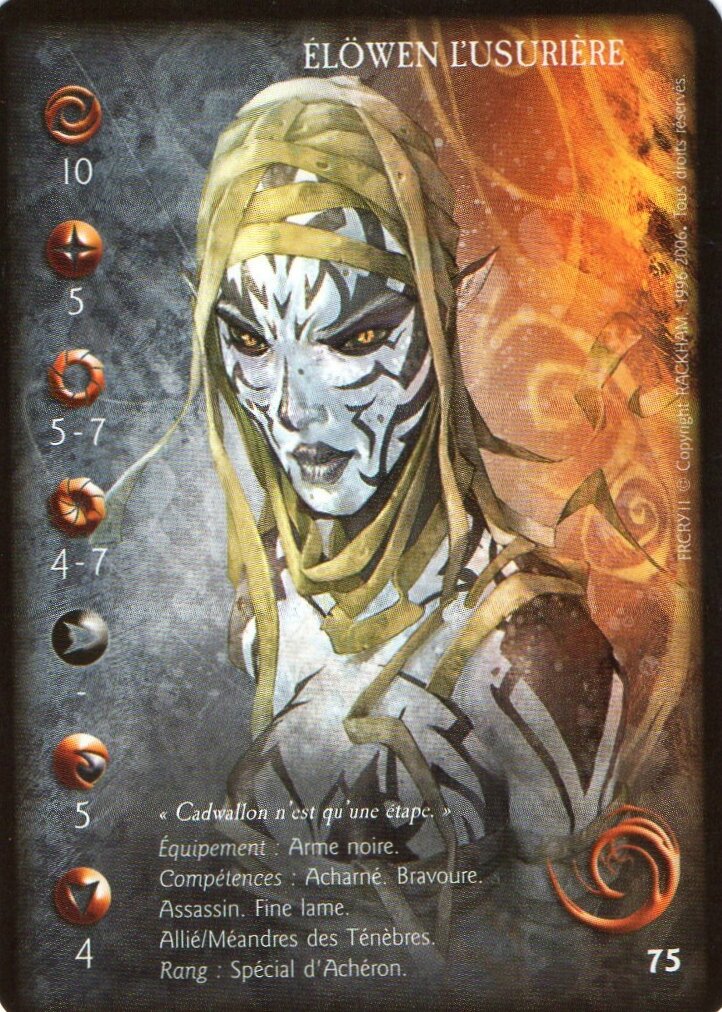 ÉLÖWEN L'USURIÈRE
10
5
5-7
4-7
-
5
4
« Cadwallon n'est qu'une étape. »
Équipement : Arme noire.
Compétences : Acharné. Bravoure.
Assassin. Fine lame.
Allié/Méandres des Ténèbres.
Rang : Spécial d'Achéron.
75
FRCRY11 © Copyright RACKHAM 1996-2006. Tous droits réservés.